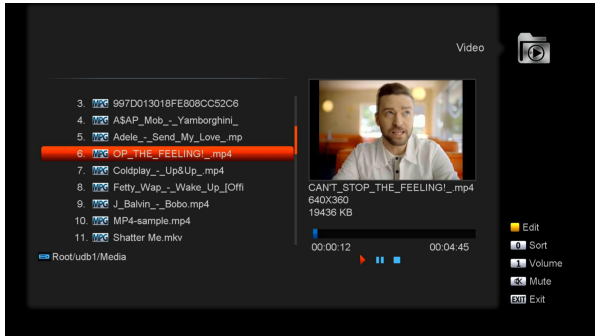 Video
3. MPG 997D013018FE808CC52C6
4. MPG A$AP_Mob_-_Yamborghini_
5. MPG Adele_-_Send_My_Love_.mp
6. MPG OP_THE_FEELING!_.mp4
7. MPG Coldplay_-_Up&Up_.mp4
8. MPG Fetty_Wap_-_Wake_Up_[Offi
9. MPG J_Balvin_-_Bobo.mp4
10. MPG MP4-sample.mp4
11. MPG Shatter Me.mkv
Root/udb1/Media
CAN'T_STOP_THE_FEELING!_.mp4
640X360
19436 KB
00:00:12 00:04:45
Edit
0 Sort
1 Volume
Mute
EXIT Exit